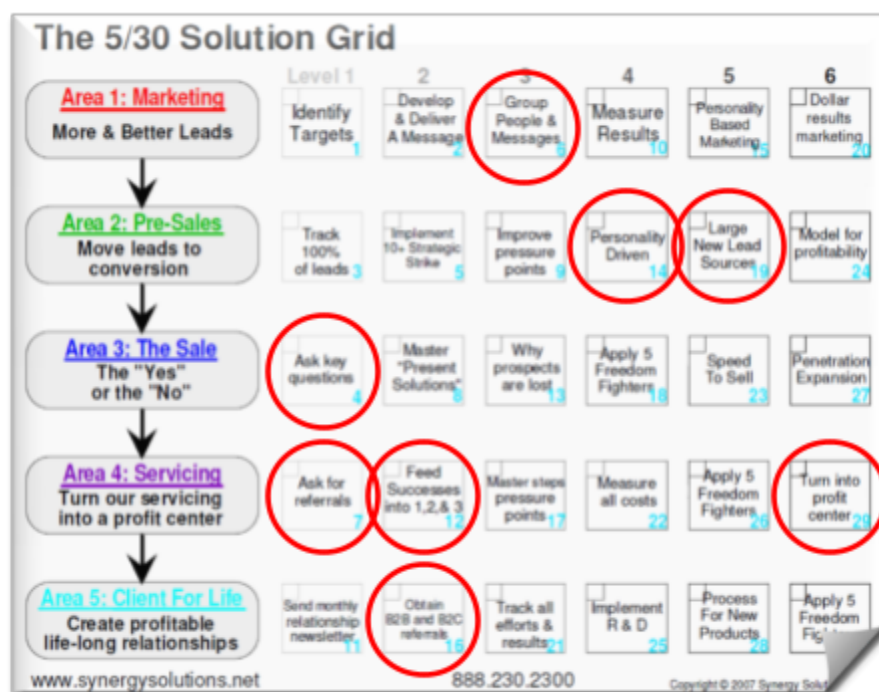 The 5/30 Solution Grid
Level 1 2 3 4 5 6
Area 1: Marketing
More & Better Leads
Identify
Targets
1
Develop
& Deliver
A Message
2
Group
People &
Messages
6
Measure
Results
10
Personality
Based
Marketing
15
Dollar
results
marketing
20
Area 2: Pre-Sales
Move leads to
conversion
Track
100%
of leads
3
Implement
10+ Strategic
Strike
5
Improve
pressure
points
9
Personality
Driven
14
Large
New Lead
Sources
19
Model for
profitability
24
Area 3: The Sale
The "Yes"
or the "No"
Ask key
questions
4
Master
"Present
Solutions"
8
Why
prospects
are lost
13
Apply 5
Freedom
Fighters
18
Speed
To Sell
23
Penetration
Expansion
27
Area 4: Servicing
Turn our servicing
into a profit center
Ask for
referrals
7
Feed
Successes
into 1,2,& 3
12
Master steps
pressure
points
17
Measure
all costs
22
Apply 5
Freedom
Fighters
26
Turn into
profit
center
29
Area 5: Client For Life
Create profitable
life-long relationships
Send monthly
relationship
newsletter
11
Obtain
B2B and B2C
referrals
16
Track all
efforts &
results
21
Implement
R & D
25
Process
For New
Products
28
Apply 5
Freedom
www.synergysolutions.net
888.230.2300
Copyright © 2007 Synergy